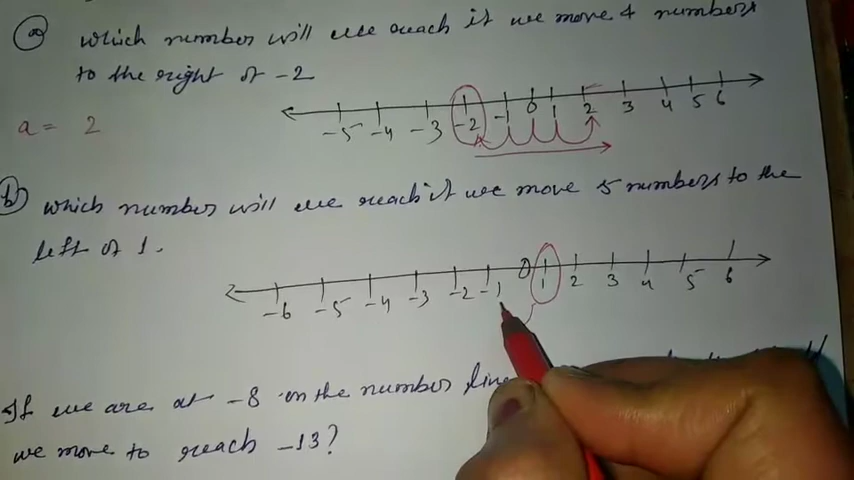 (a) which number will we reach if we move 4 numbers
to the right of -2
-5 -4 -3 -2 -1 0 1 2 3 4 5 6
a = 2
(b) which number will we reach if we move 5 numbers to the
left of 1.
-6 -5 -4 -3 -2 -1 0 1 2 3 4 5 6
If we are at -8 on the number line
we move to reach -13?